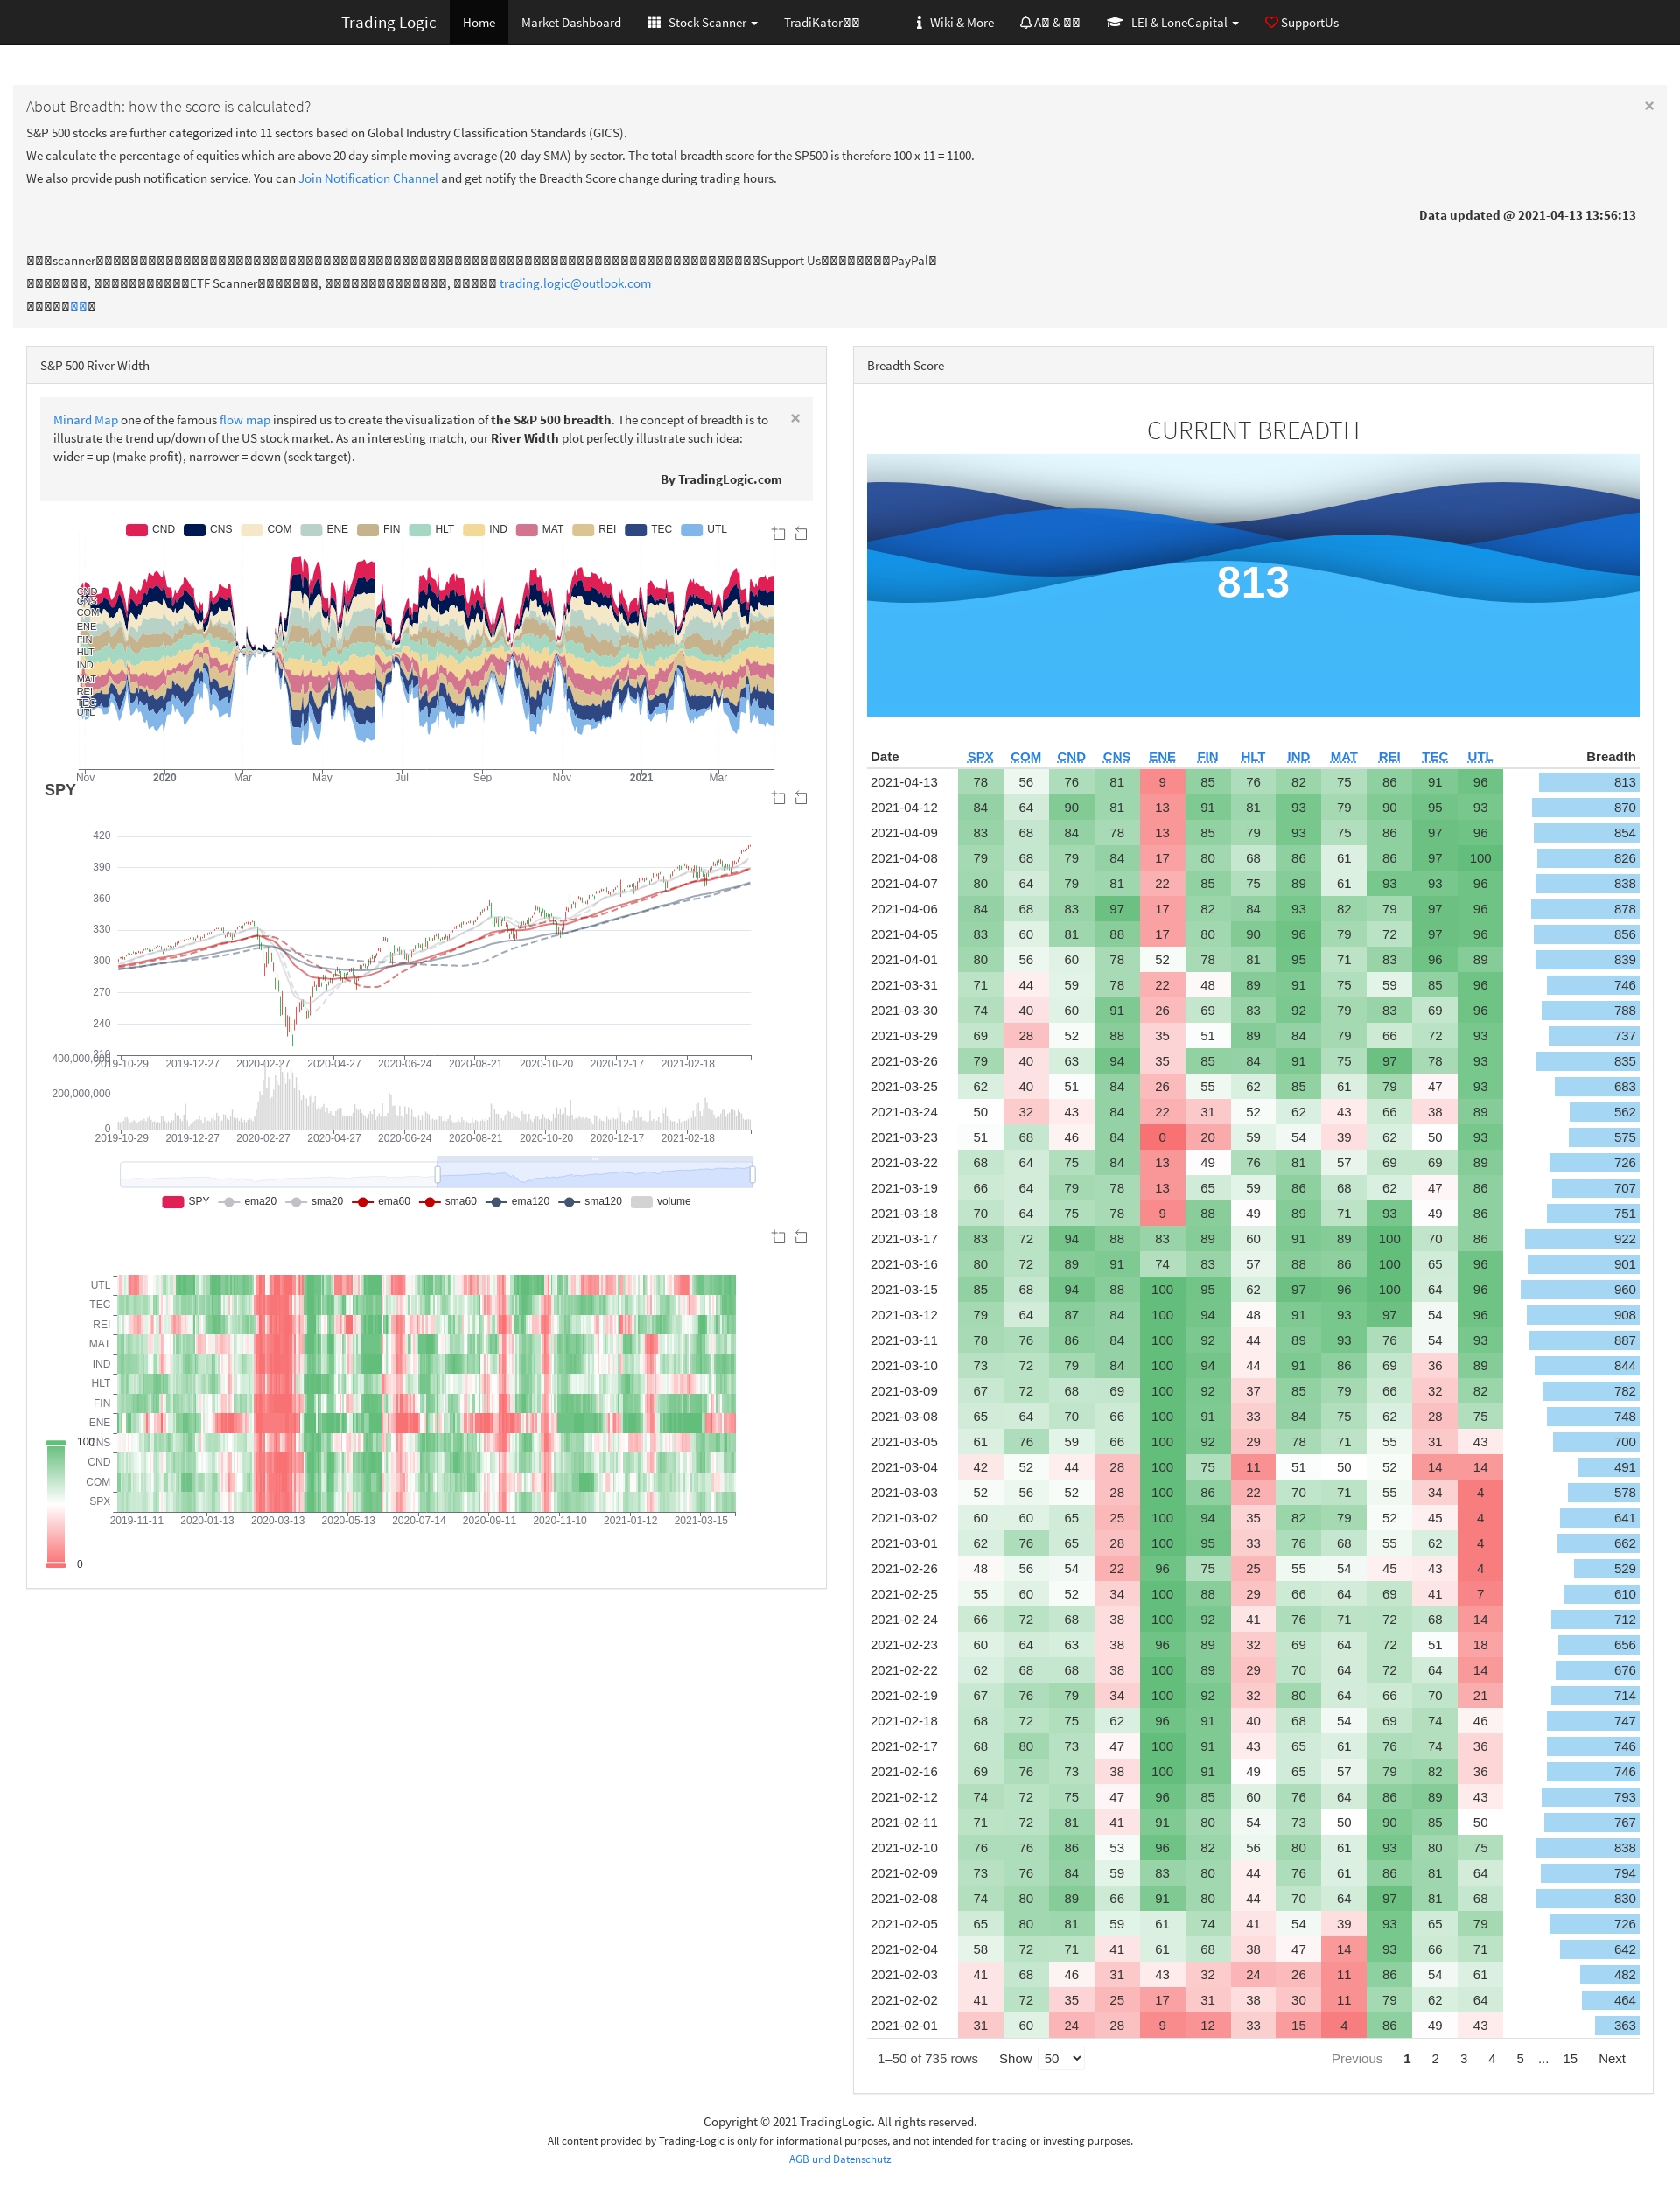 Trading Logic Home Market Dashboard Stock Scanner TradiKator Wiki & More A & LEI & LoneCapital SupportUs
About Breadth: how the score is calculated? ×
S&P 500 stocks are further categorized into 11 sectors based on Global Industry Classification Standards (GICS).
We calculate the percentage of equities which are above 20 day simple moving average (20-day SMA) by sector. The total breadth score for the SP500 is therefore 100 x 11 = 1100.
We also provide push notification service. You can Join Notification Channel and get notify the Breadth Score change during trading hours.
Data updated @ 2021-04-13 13:56:13
scanner Support Us PayPal
, ETF Scanner , , trading.logic@outlook.com
S&P 500 River Width
Minard Map one of the famous flow map inspired us to create the visualization of the S&P 500 breadth. The concept of breadth is to ×
illustrate the trend up/down of the US stock market. As an interesting match, our River Width plot perfectly illustrate such idea:
wider = up (make profit), narrower = down (seek target).
By TradingLogic.com
CND CNS COM ENE FIN HLT IND MAT REI TEC UTL
CND
CNS
COM
ENE
FIN
HLT
IND
MAT
REI
TEC
UTL
Nov 2020 Mar May Jul Sep Nov 2021 Mar
SPY
420
390
360
330
300
270
240
210
2019-10-29 2019-12-27 2020-02-27 2020-04-27 2020-06-24 2020-08-21 2020-10-20 2020-12-17 2021-02-18
400,000,000
200,000,000
0
2019-10-29 2019-12-27 2020-02-27 2020-04-27 2020-06-24 2020-08-21 2020-10-20 2020-12-17 2021-02-18
SPY ema20 sma20 ema60 sma60 ema120 sma120 volume
UTL
TEC
REI
MAT
IND
HLT
FIN
ENE
CNS
CND
COM
SPX
2019-11-11 2020-01-13 2020-03-13 2020-05-13 2020-07-14 2020-09-11 2020-11-10 2021-01-12 2021-03-15
100
0
Breadth Score
CURRENT BREADTH
813
Date SPX COM CND CNS ENE FIN HLT IND MAT REI TEC UTL Breadth
2021-04-13 78 56 76 81 9 85 76 82 75 86 91 96 813
2021-04-12 84 64 90 81 13 91 81 93 79 90 95 93 870
2021-04-09 83 68 84 78 13 85 79 93 75 86 97 96 854
2021-04-08 79 68 79 84 17 80 68 86 61 86 97 100 826
2021-04-07 80 64 79 81 22 85 75 89 61 93 93 96 838
2021-04-06 84 68 83 97 17 82 84 93 82 79 97 96 878
2021-04-05 83 60 81 88 17 80 90 96 79 72 97 96 856
2021-04-01 80 56 60 78 52 78 81 95 71 83 96 89 839
2021-03-31 71 44 59 78 22 48 89 91 75 59 85 96 746
2021-03-30 74 40 60 91 26 69 83 92 79 83 69 96 788
2021-03-29 69 28 52 88 35 51 89 84 79 66 72 93 737
2021-03-26 79 40 63 94 35 85 84 91 75 97 78 93 835
2021-03-25 62 40 51 84 26 55 62 85 61 79 47 93 683
2021-03-24 50 32 43 84 22 31 52 62 43 66 38 89 562
2021-03-23 51 68 46 84 0 20 59 54 39 62 50 93 575
2021-03-22 68 64 75 84 13 49 76 81 57 69 69 89 726
2021-03-19 66 64 79 78 13 65 59 86 68 62 47 86 707
2021-03-18 70 64 75 78 9 88 49 89 71 93 49 86 751
2021-03-17 83 72 94 88 83 89 60 91 89 100 70 86 922
2021-03-16 80 72 89 91 74 83 57 88 86 100 65 96 901
2021-03-15 85 68 94 88 100 95 62 97 96 100 64 96 960
2021-03-12 79 64 87 84 100 94 48 91 93 97 54 96 908
2021-03-11 78 76 86 84 100 92 44 89 93 76 54 93 887
2021-03-10 73 72 79 84 100 94 44 91 86 69 36 89 844
2021-03-09 67 72 68 69 100 92 37 85 79 66 32 82 782
2021-03-08 65 64 70 66 100 91 33 84 75 62 28 75 748
2021-03-05 61 76 59 66 100 92 29 78 71 55 31 43 700
2021-03-04 42 52 44 28 100 75 11 51 50 52 14 14 491
2021-03-03 52 56 52 28 100 86 22 70 71 55 34 4 578
2021-03-02 60 60 65 25 100 94 35 82 79 52 45 4 641
2021-03-01 62 76 65 28 100 95 33 76 68 55 62 4 662
2021-02-26 48 56 54 22 96 75 25 55 54 45 43 4 529
2021-02-25 55 60 52 34 100 88 29 66 64 69 41 7 610
2021-02-24 66 72 68 38 100 92 41 76 71 72 68 14 712
2021-02-23 60 64 63 38 96 89 32 69 64 72 51 18 656
2021-02-22 62 68 68 38 100 89 29 70 64 72 64 14 676
2021-02-19 67 76 79 34 100 92 32 80 64 66 70 21 714
2021-02-18 68 72 75 62 96 91 40 68 54 69 74 46 747
2021-02-17 68 80 73 47 100 91 43 65 61 76 74 36 746
2021-02-16 69 76 73 38 100 91 49 65 57 79 82 36 746
2021-02-12 74 72 75 47 96 85 60 76 64 86 89 43 793
2021-02-11 71 72 81 41 91 80 54 73 50 90 85 50 767
2021-02-10 76 76 86 53 96 82 56 80 61 93 80 75 838
2021-02-09 73 76 84 59 83 80 44 76 61 86 81 64 794
2021-02-08 74 80 89 66 91 80 44 70 64 97 81 68 830
2021-02-05 65 80 81 59 61 74 41 54 39 93 65 79 726
2021-02-04 58 72 71 41 61 68 38 47 14 93 66 71 642
2021-02-03 41 68 46 31 43 32 24 26 11 86 54 61 482
2021-02-02 41 72 35 25 17 31 38 30 11 79 62 64 464
2021-02-01 31 60 24 28 9 12 33 15 4 86 49 43 363
1–50 of 735 rows Show 50 Previous 1 2 3 4 5 ... 15 Next
Copyright © 2021 TradingLogic. All rights reserved.
All content provided by Trading-Logic is only for informational purposes, and not intended for trading or investing purposes.
AGB und Datenschutz